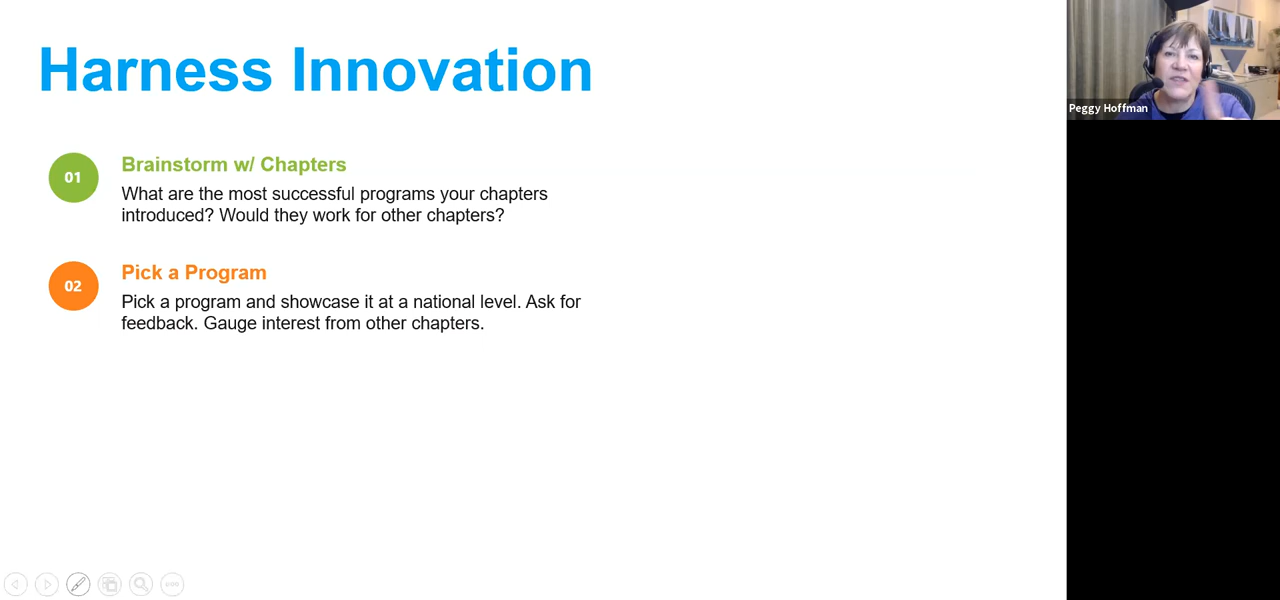 Harness Innovation
Peggy Hoffman
01
Brainstorm w/ Chapters
What are the most successful programs your chapters
introduced? Would they work for other chapters?
02
Pick a Program
Pick a program and showcase it at a national level. Ask for
feedback. Gauge interest from other chapters.